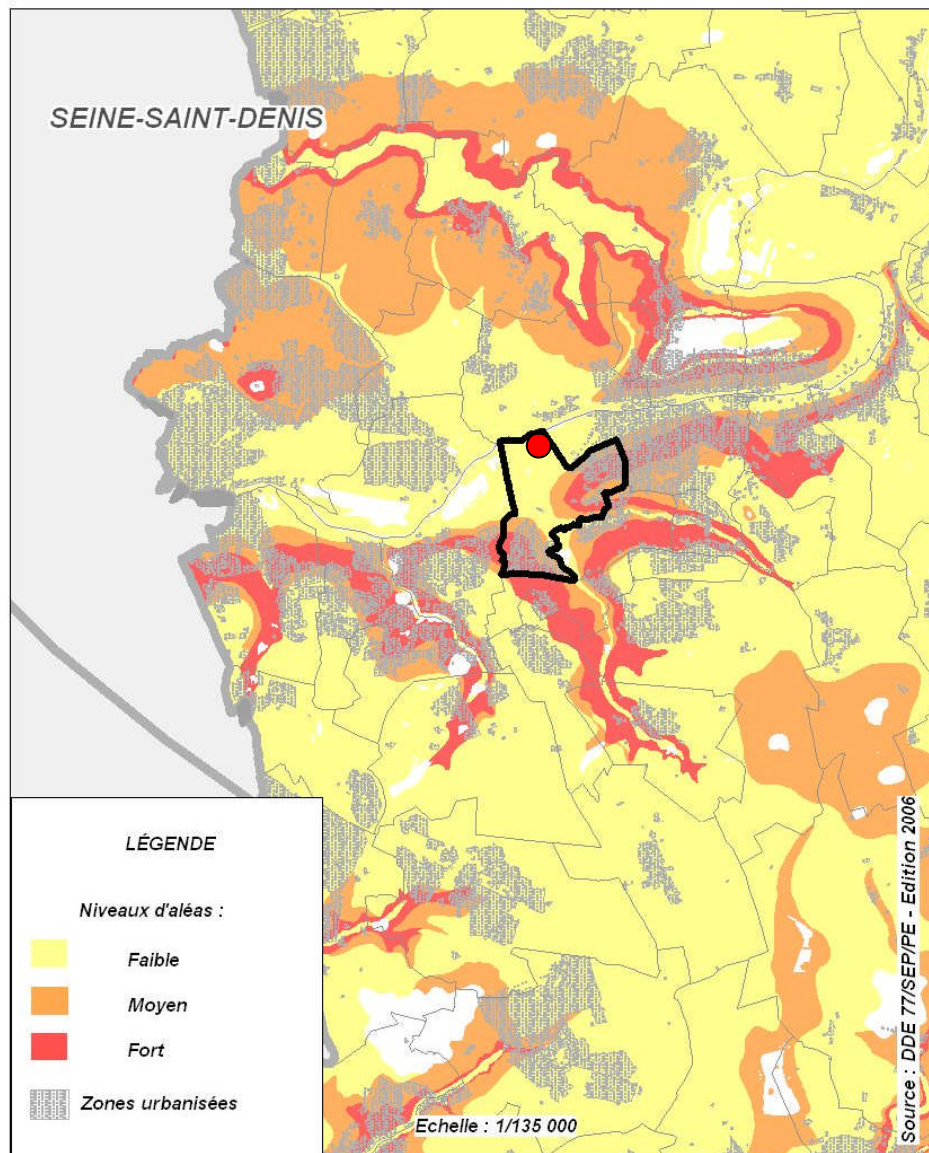 SEINE-SAINT-DENIS
LÉGENDE
Niveaux d'aléas :
Faible
Moyen
Fort
Zones urbanisées
Echelle : 1/135 000
Source : DDE 77/SEP/PE - Edition 2006